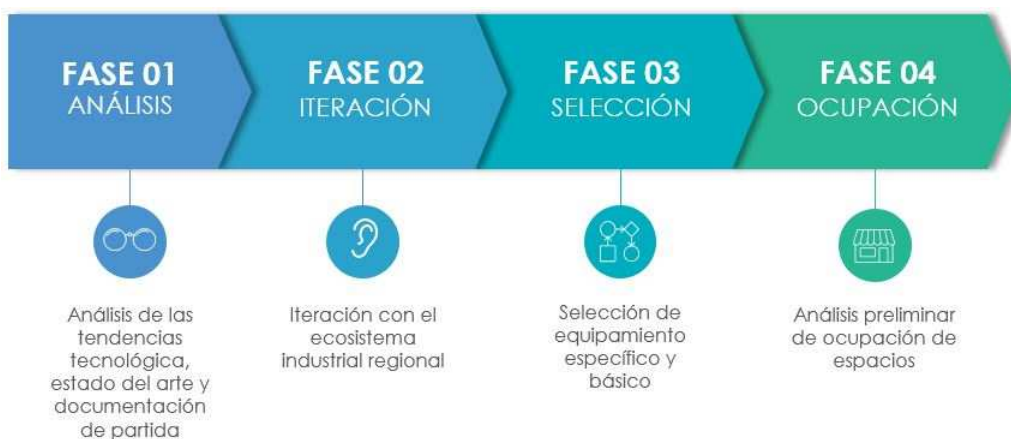 FASE 01
ANÁLISIS
FASE 02
ITERACIÓN
FASE 03
SELECCIÓN
FASE 04
OCUPACIÓN
Análisis de las
tendencias
tecnológica,
estado del arte y
documentación
de partida
Iteración con el
ecosistema
industrial regional
Selección de
equipamiento
específico y
básico
Análisis preliminar
de ocupación de
espacios